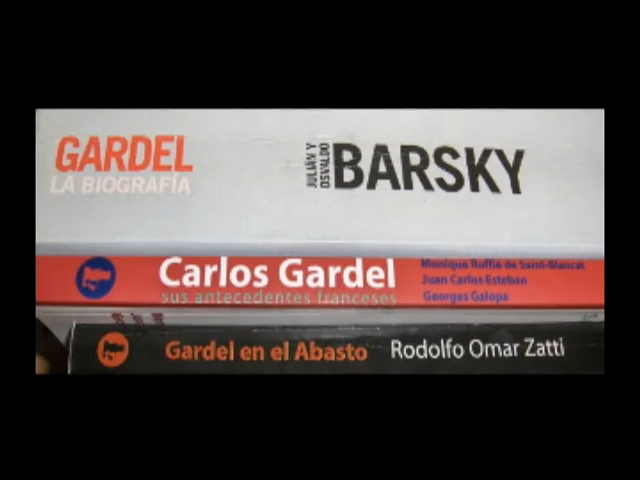 GARDEL
LA BIOGRAFÍA
JULIÁN Y
OSVALDO
BARSKY
Carlos Gardel
sus antecedentes franceses
Monique Ruffié de Saint-Blancat
Juan Carlos Esteban
Georges Galopa
Gardel en el Abasto
Rodolfo Omar Zatti